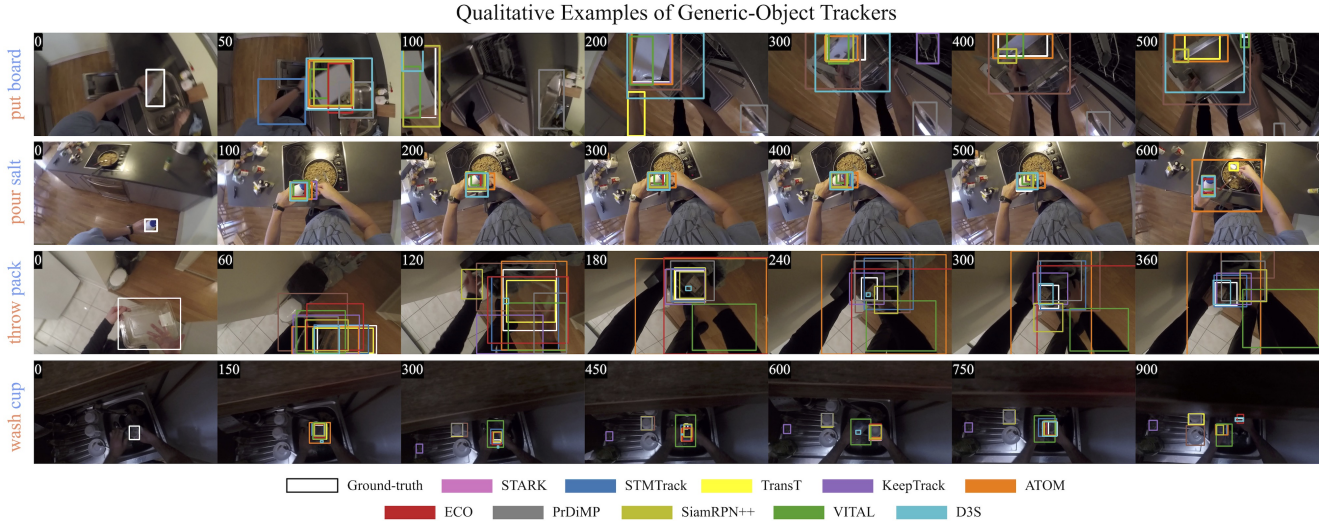 Qualitative Examples of Generic-Object Trackers
put board
0 50 100 200 300 400 500
pour salt
0 100 200 300 400 500 600
throw pack
0 60 120 180 240 300 360
wash cup
0 150 300 450 600 750 900
Ground-truth STARK STMTrack TransT KeepTrack ATOM
ECO PrDiMP SiamRPN++ VITAL D3S